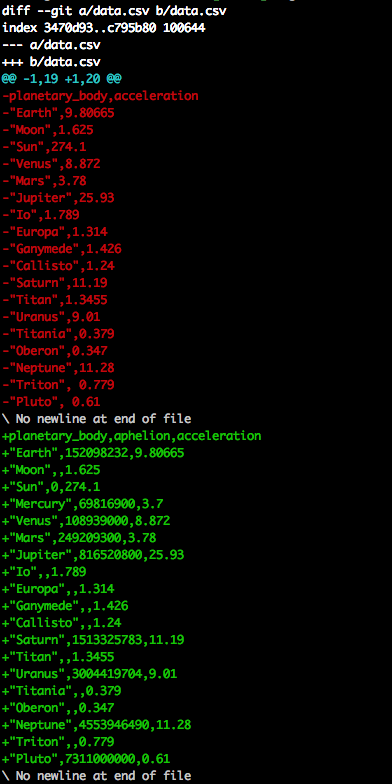 diff --git a/data.csv b/data.csv
index 3470d93..c795b80 100644
--- a/data.csv
+++ b/data.csv
@@ -1,19 +1,20 @@
-planetary_body,acceleration
-"Earth",9.80665
-"Moon",1.625
-"Sun",274.1
-"Venus",8.872
-"Mars",3.78
-"Jupiter",25.93
-"Io",1.789
-"Europa",1.314
-"Ganymede",1.426
-"Callisto",1.24
-"Saturn",11.19
-"Titan",1.3455
-"Uranus",9.01
-"Titania",0.379
-"Oberon",0.347
-"Neptune",11.28
-"Triton", 0.779
-"Pluto", 0.61
\ No newline at end of file
+planetary_body,aphelion,acceleration
+"Earth",152098232,9.80665
+"Moon",,1.625
+"Sun",0,274.1
+"Mercury",69816900,3.7
+"Venus",108939000,8.872
+"Mars",249209300,3.78
+"Jupiter",816520800,25.93
+"Io",,1.789
+"Europa",,1.314
+"Ganymede",,1.426
+"Callisto",,1.24
+"Saturn",1513325783,11.19
+"Titan",,1.3455
+"Uranus",3004419704,9.01
+"Titania",,0.379
+"Oberon",,0.347
+"Neptune",4553946490,11.28
+"Triton",,0.779
+"Pluto",7311000000,0.61
\ No newline at end of file